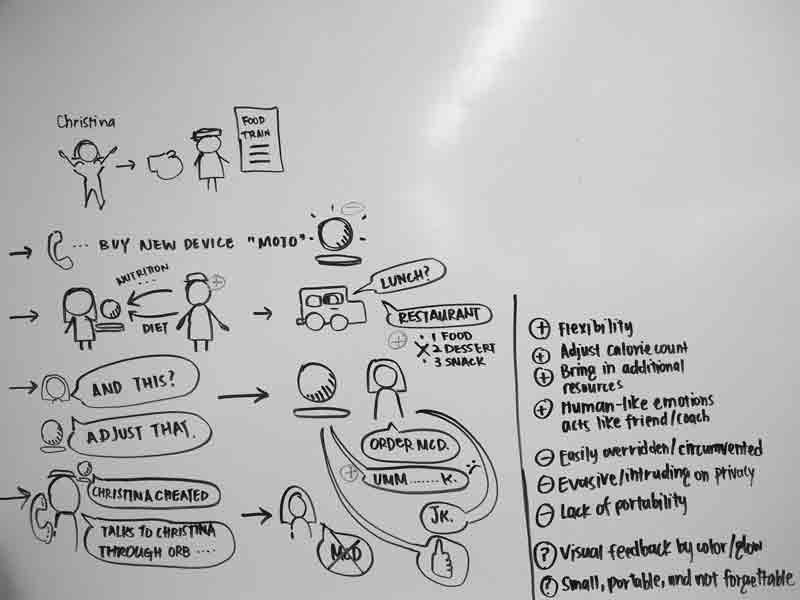 Christina
FOOD
TRAIN
... BUY NEW DEVICE "MOTO"
NUTRITION
...
DIET
LUNCH?
RESTAURANT
1 FOOD
2 DESSERT
3 SNACK
AND THIS?
ADJUST THAT.
ORDER MCD.
UMM ....... K.
JK.
CHRISTINA CREATED
TALKS TO CHRISTINA
THROUGH ORB ....
McD
+ Flexibility
+ Adjust calorie count
+ Bring in additional
resources
+ Human-like emotions
acts like friend/coach
- Easily overridden/circumvented
- Evasive/intruding on privacy
- Lack of portability
? Visual feedback by color/glow
? Small, portable, and not forgettable